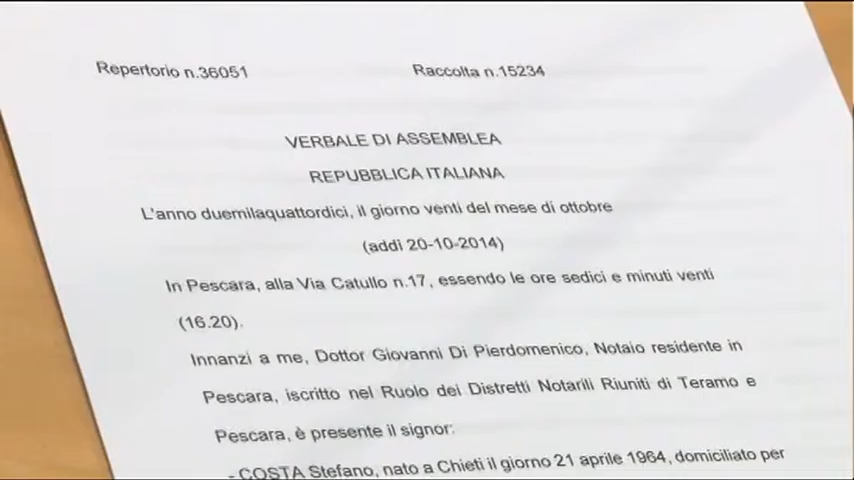 Repertorio n.36051 Raccolta n.15234
VERBALE DI ASSEMBLEA
REPUBBLICA ITALIANA
L'anno duemilaquattordici, il giorno venti del mese di ottobre
(addì 20-10-2014)
In Pescara, alla Via Catullo n.17, essendo le ore sedici e minuti venti
(16.20).
Innanzi a me, Dottor Giovanni Di Pierdomenico, Notaio residente in
Pescara, iscritto nel Ruolo dei Distretti Notarili Riuniti di Teramo e
Pescara, è presente il signor:
- COSTA Stefano, nato a Chieti il giorno 21 aprile 1964, domiciliato per